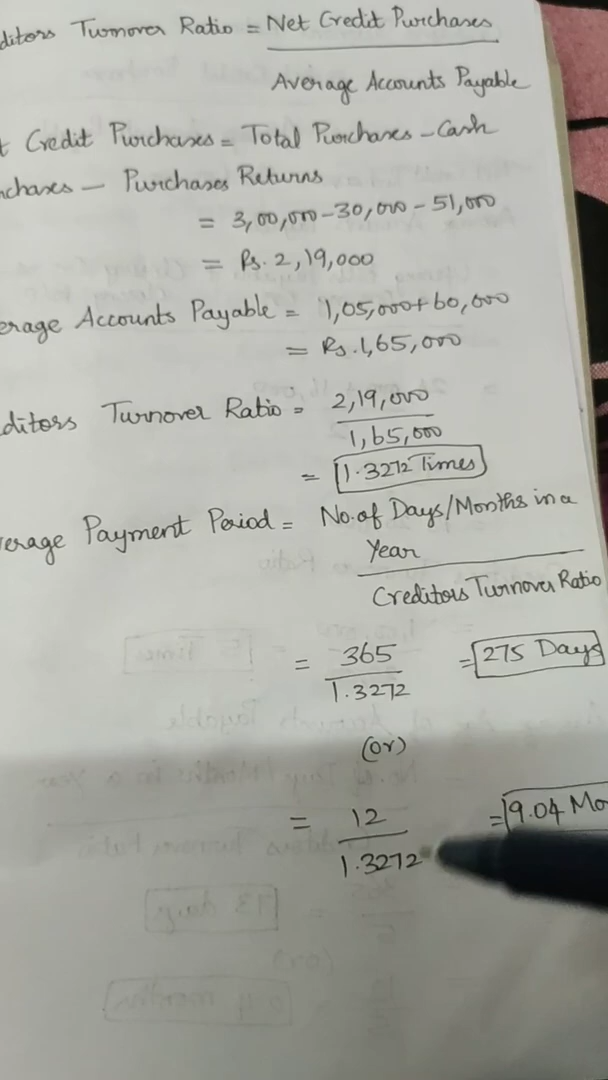 ditors Turnover Ratio = Net Credit Purchases
Average Accounts Payable
t Credit Purchases = Total Purchases - Cash
rchases - Purchases Returns
= 3,00,000-30,000-51,000
= Rs. 2,19,000
erage Accounts Payable = 1,05,000+60,000
= Rs.1,65,000
ditors Turnover Ratio = 2,19,000
1,65,000
= 1.3272 Times
erage Payment Period = No.of Days/Months in a
Year
Creditors Turnover Ratio
= 365 = 275 Days
1.3272
(or)
= 12 = 9.04 Mo
1.3272